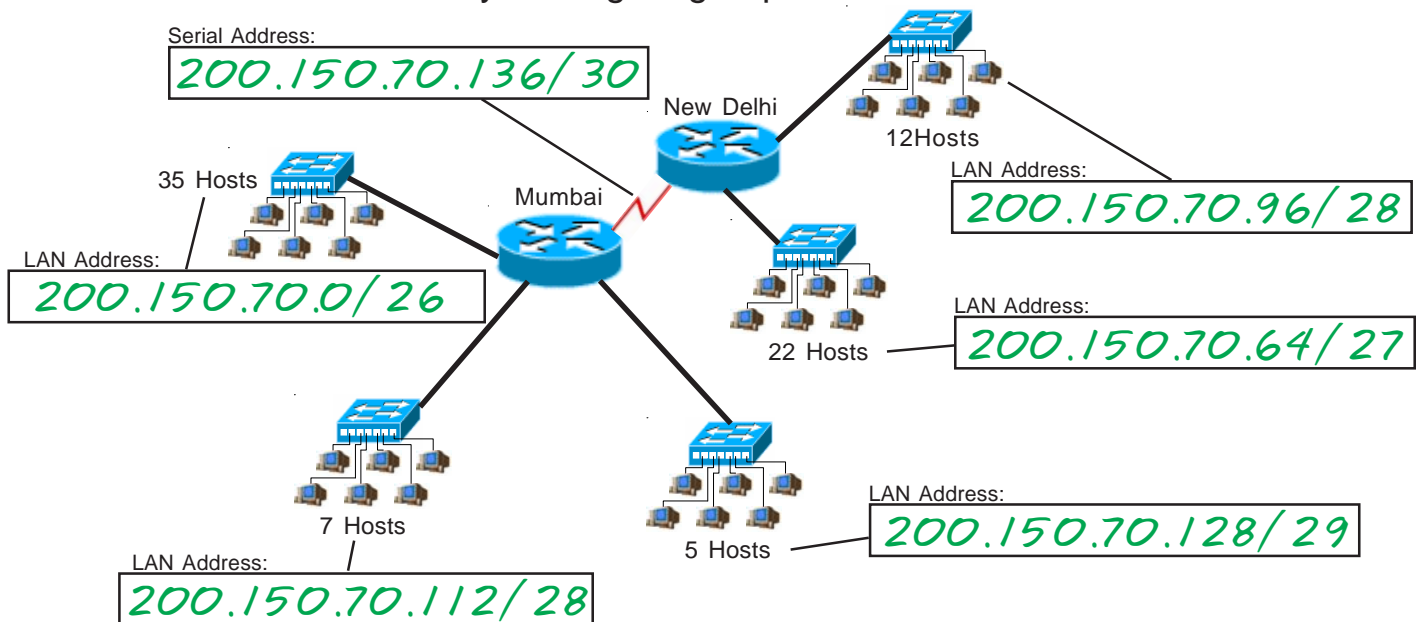 Serial Address:
200.150.70.136/30
New Delhi
12Hosts
LAN Address:
200.150.70.96/28
35 Hosts
Mumbai
LAN Address:
200.150.70.0/26
22 Hosts
LAN Address:
200.150.70.64/27
7 Hosts
LAN Address:
200.150.70.112/28
5 Hosts
LAN Address:
200.150.70.128/29